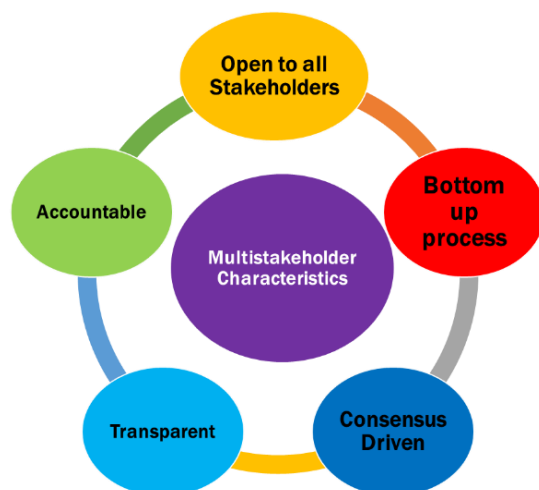 Open to all
Stakeholders
Bottom
up
process
Accountable
Multistakeholder
Characteristics
Transparent
Consensus
Driven